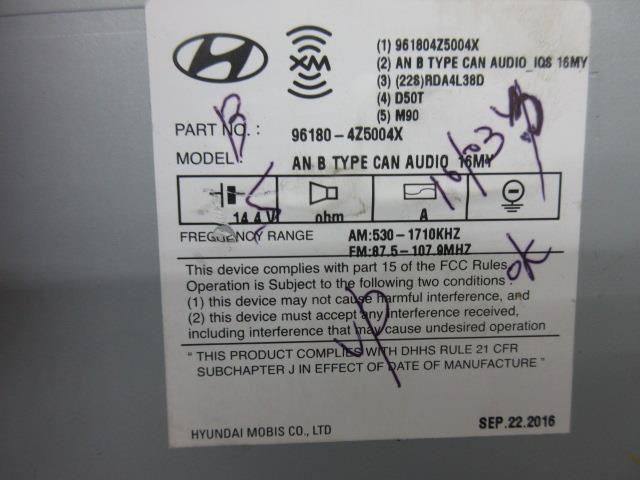 XM
(1) 961804Z5004X
(2) AN B TYPE CAN AUDIO_IQS 16MY
(3) (228)RDA4L38D
(4) D50T
(5) M90
PART NO. : 96180-4Z5004X
MODEL : AN B TYPE CAN AUDIO 16MY
14.4 V ohm A
FREQUENCY RANGE AM:530-1710KHZ
FM:87.5-107.9MHZ
This device complies with part 15 of the FCC Rules
Operation is Subject to the following two conditions :
(1) this device may not cause harmful interference, and
(2) this device must accept any interference received,
including interference that may cause undesired operation
" THIS PRODUCT COMPLIES WITH DHHS RULE 21 CFR
SUBCHAPTER J IN EFFECT OF DATE OF MANUFACTURE "
SEP.22.2016
HYUNDAI MOBIS CO., LTD
B
OK